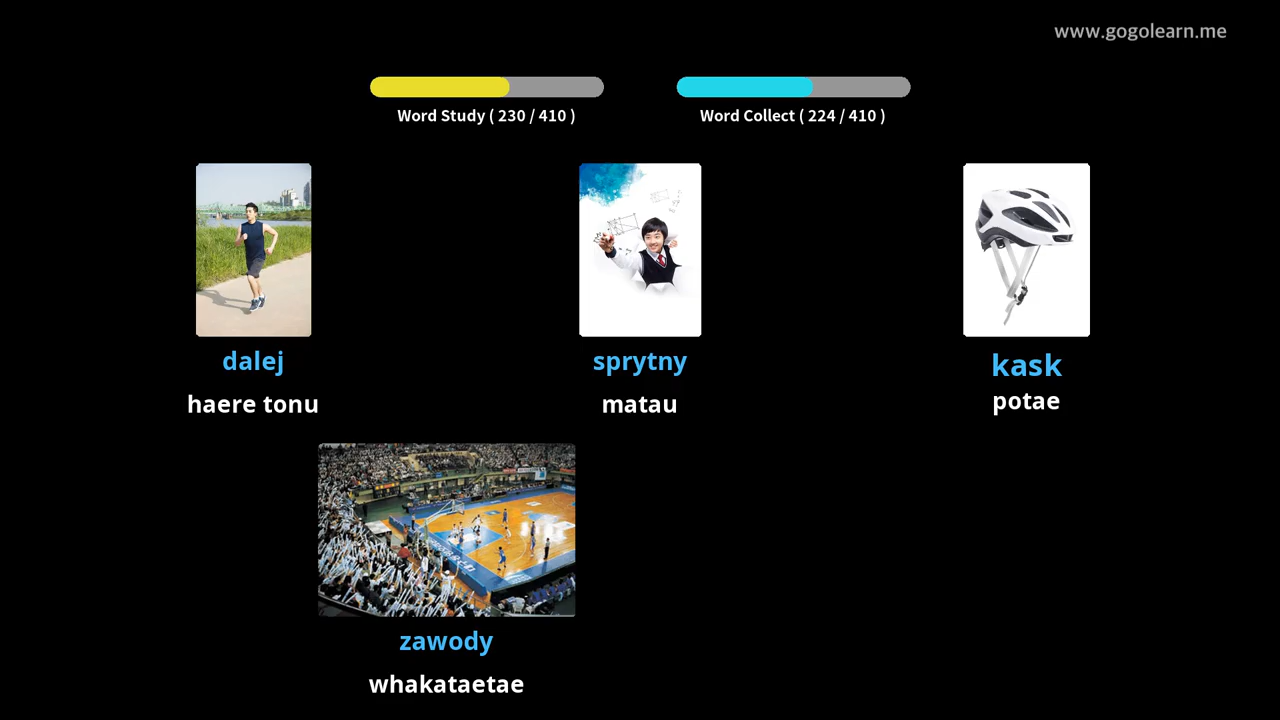 www.gogolearn.me
Word Study ( 230 / 410 )
Word Collect ( 224 / 410 )
dalej
haere tonu
sprytny
matau
kask
potae
zawody
whakataetae